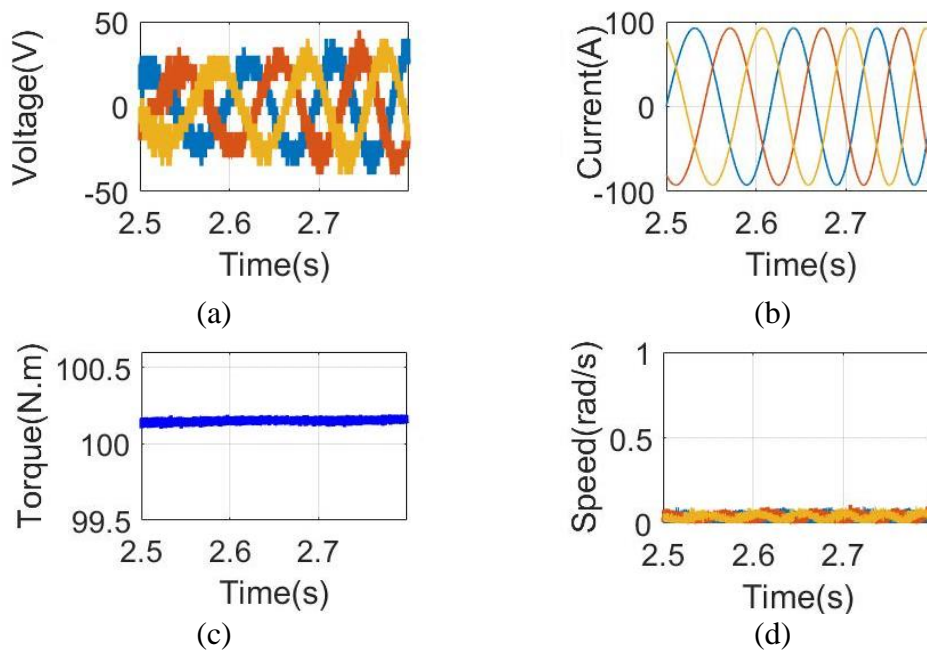 Voltage(V)
50
0
-50
2.5 2.6 2.7
Time(s)
(a)
Current(A)
100
0
-100
2.5 2.6 2.7
Time(s)
(b)
Torque(N.m)
100.5
100
99.5
2.5 2.6 2.7
Time(s)
(c)
Speed(rad/s)
1
0.5
0
2.5 2.6 2.7
Time(s)
(d)